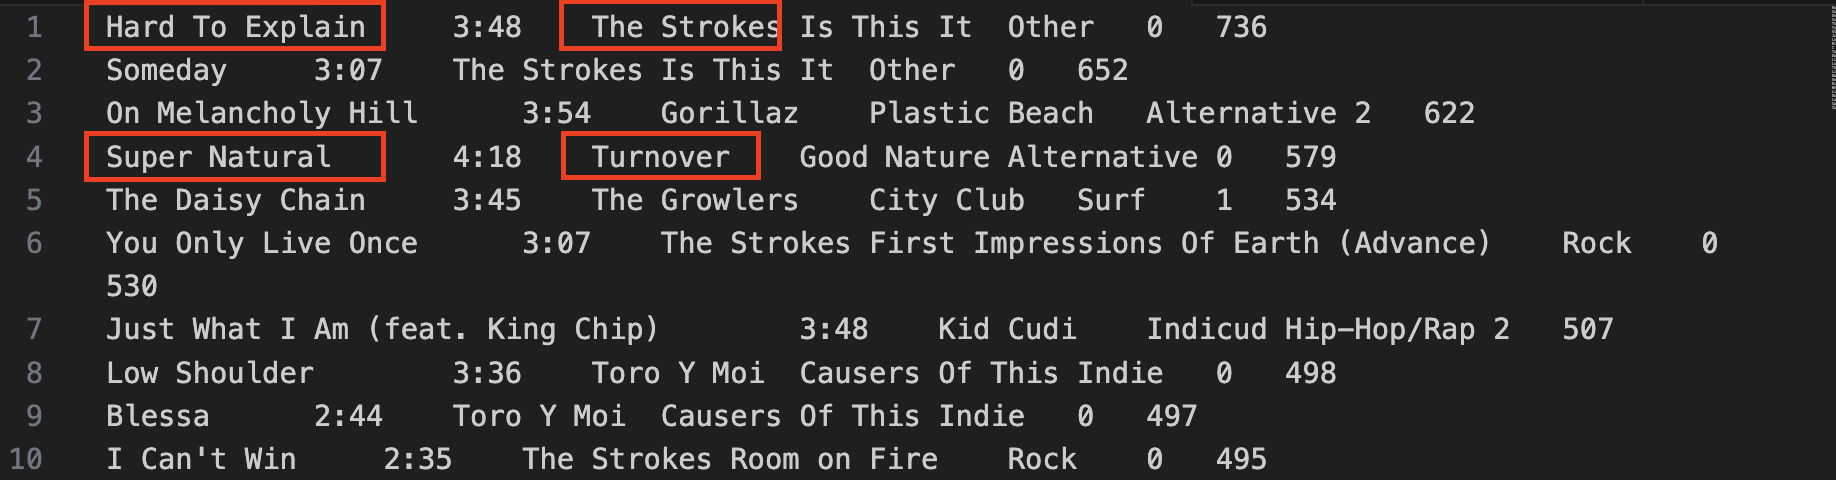 1 Hard To Explain 3:48 The Strokes Is This It Other 0 736
2 Someday 3:07 The Strokes Is This It Other 0 652
3 On Melancholy Hill 3:54 Gorillaz Plastic Beach Alternative 2 622
4 Super Natural 4:18 Turnover Good Nature Alternative 0 579
5 The Daisy Chain 3:45 The Growlers City Club Surf 1 534
6 You Only Live Once 3:07 The Strokes First Impressions Of Earth (Advance) Rock 0
530
7 Just What I Am (feat. King Chip) 3:48 Kid Cudi Indicud Hip-Hop/Rap 2 507
8 Low Shoulder 3:36 Toro Y Moi Causers Of This Indie 0 498
9 Blessa 2:44 Toro Y Moi Causers Of This Indie 0 497
10 I Can't Win 2:35 The Strokes Room on Fire Rock 0 495